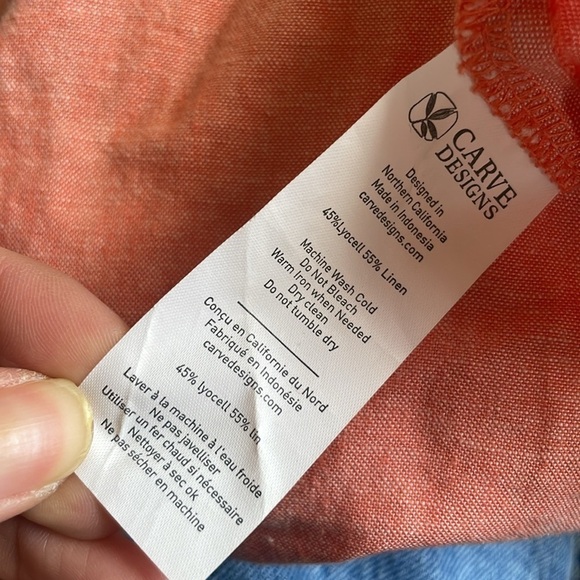 CARVE
DESIGNS
Designed in
Northern California
Made in Indonesia
carvedesigns.com
45%Lyocell 55% Linen
Machine Wash Cold
Do Not Bleach
Warm Iron when Needed
Dry clean
Do not tumble dry
Conçu en Californie du Nord
Fabriqué en Indonésie
carvedesigns.com
45% lyocell 55% lin
Laver à la machine à l'eau froide
Ne pas javelliser
Utiliser un fer chaud si nécessaire
Nettoyer à sec ok
Ne pas sécher en machine